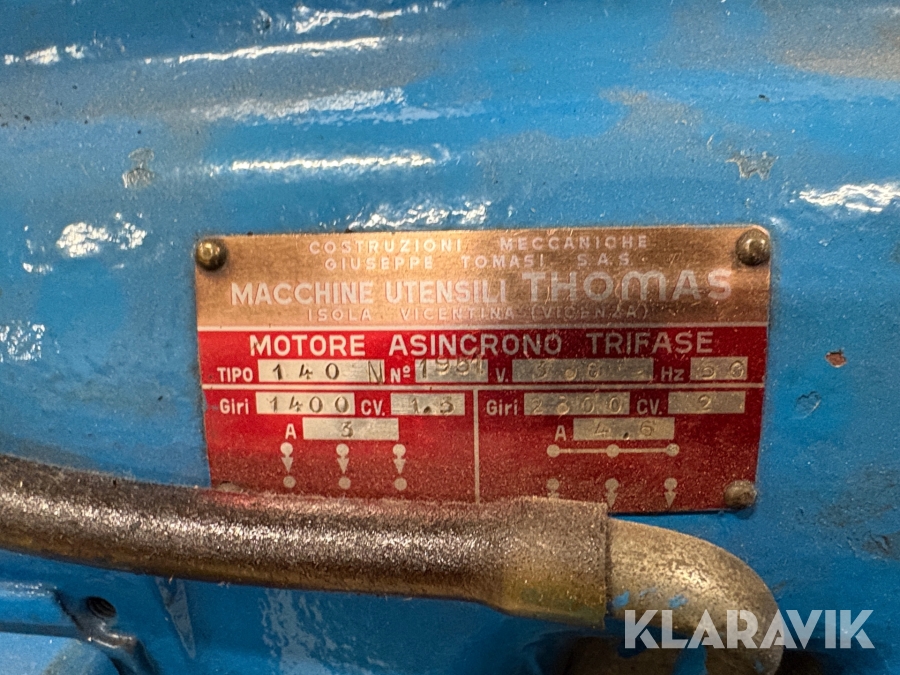 COSTRUZIONI MECCANICHE
GIUSEPPE TOMASI S.A.S.
MACCHINE UTENSILI THOMAS
ISOLA VICENTINA (VICENZA)
MOTORE ASINCRONO TRIFASE
TIPO 140 N Nº 1981 V. Hz 50
Giri 1400 CV. 1.5 Giri 2800 CV. 2
A 3 A 4,6
KLARAVIK